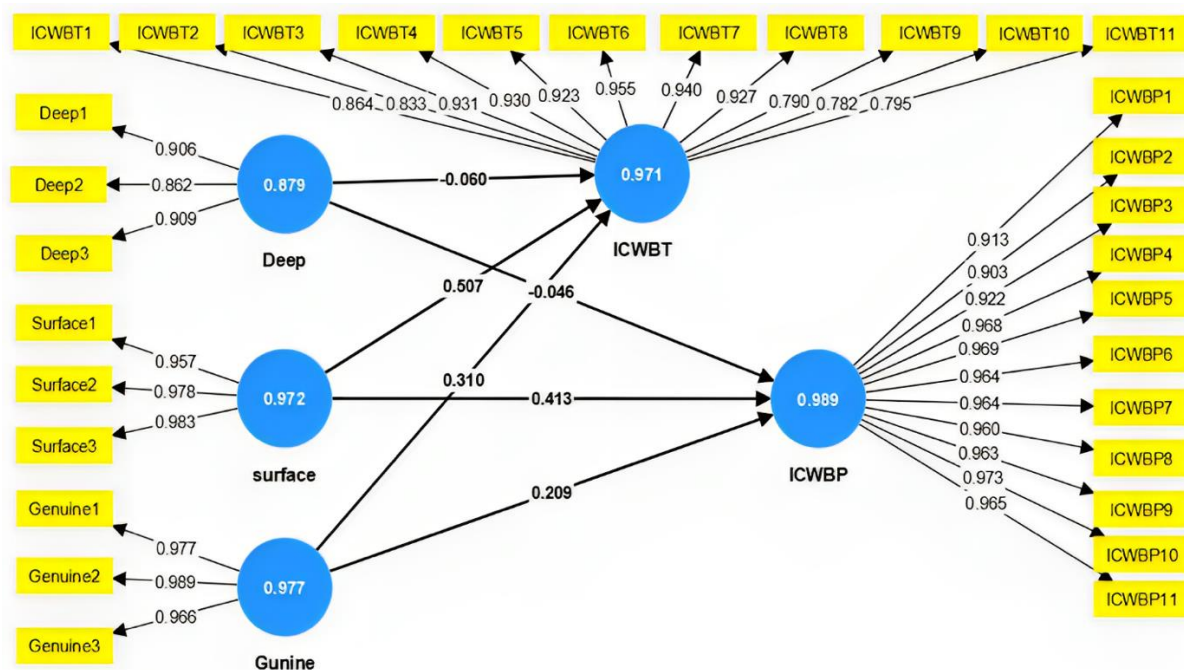 ICWBT1
ICWBT2
ICWBT3
ICWBT4
ICWBT5
ICWBT6
ICWBT7
ICWBT8
ICWBT9
ICWBT10
ICWBT11
0.864
0.833
0.931
0.930
0.923
0.955
0.940
0.927
0.790
0.782
0.795
Deep1
Deep2
Deep3
0.906
0.862
0.909
0.879
Deep
-0.060
0.971
ICWBT
0.507
-0.046
0.310
Surface1
Surface2
Surface3
0.957
0.978
0.983
0.972
surface
0.413
0.989
ICWBP
0.209
Genuine1
Genuine2
Genuine3
0.977
0.989
0.966
0.977
Gunine
0.913
0.903
0.922
0.968
0.969
0.964
0.964
0.960
0.963
0.973
0.965
ICWBP1
ICWBP2
ICWBP3
ICWBP4
ICWBP5
ICWBP6
ICWBP7
ICWBP8
ICWBP9
ICWBP10
ICWBP11